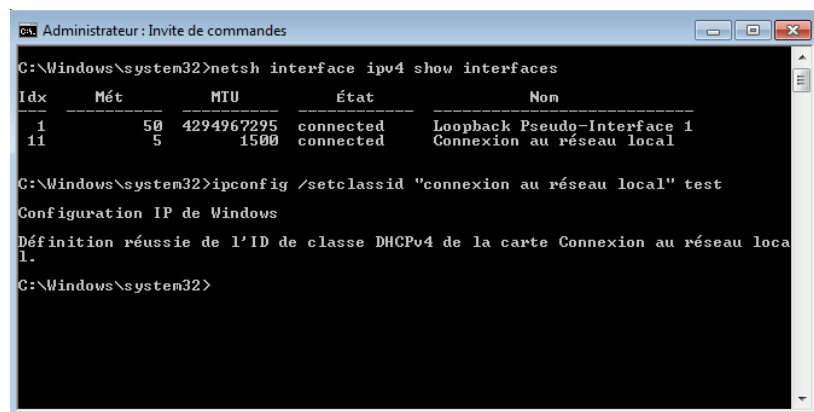 Administrateur : Invite de commandes
C:\Windows\system32>netsh interface ipv4 show interfaces
Idx Mét MTU État Nom
--- ---------- ---------- ------------ ---------------------------
1 50 4294967295 connected Loopback Pseudo-Interface 1
11 5 1500 connected Connexion au réseau local
C:\Windows\system32>ipconfig /setclassid "connexion au réseau local" test
Configuration IP de Windows
Définition réussie de l'ID de classe DHCPv4 de la carte Connexion au réseau loca
l.
C:\Windows\system32>